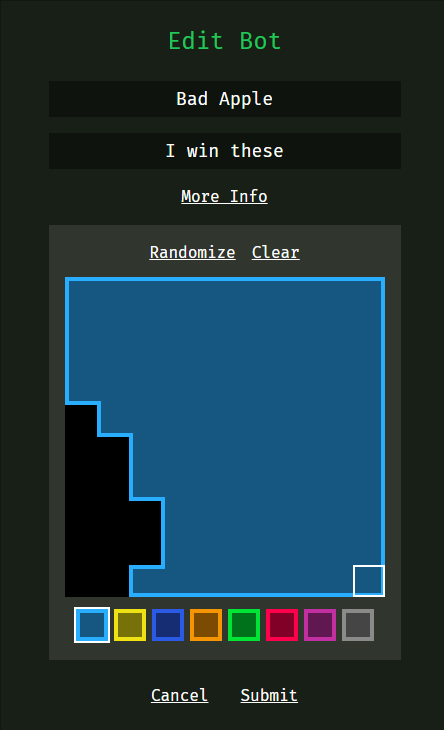 Edit Bot
Bad Apple
I win these
More Info
Randomize Clear
Cancel Submit